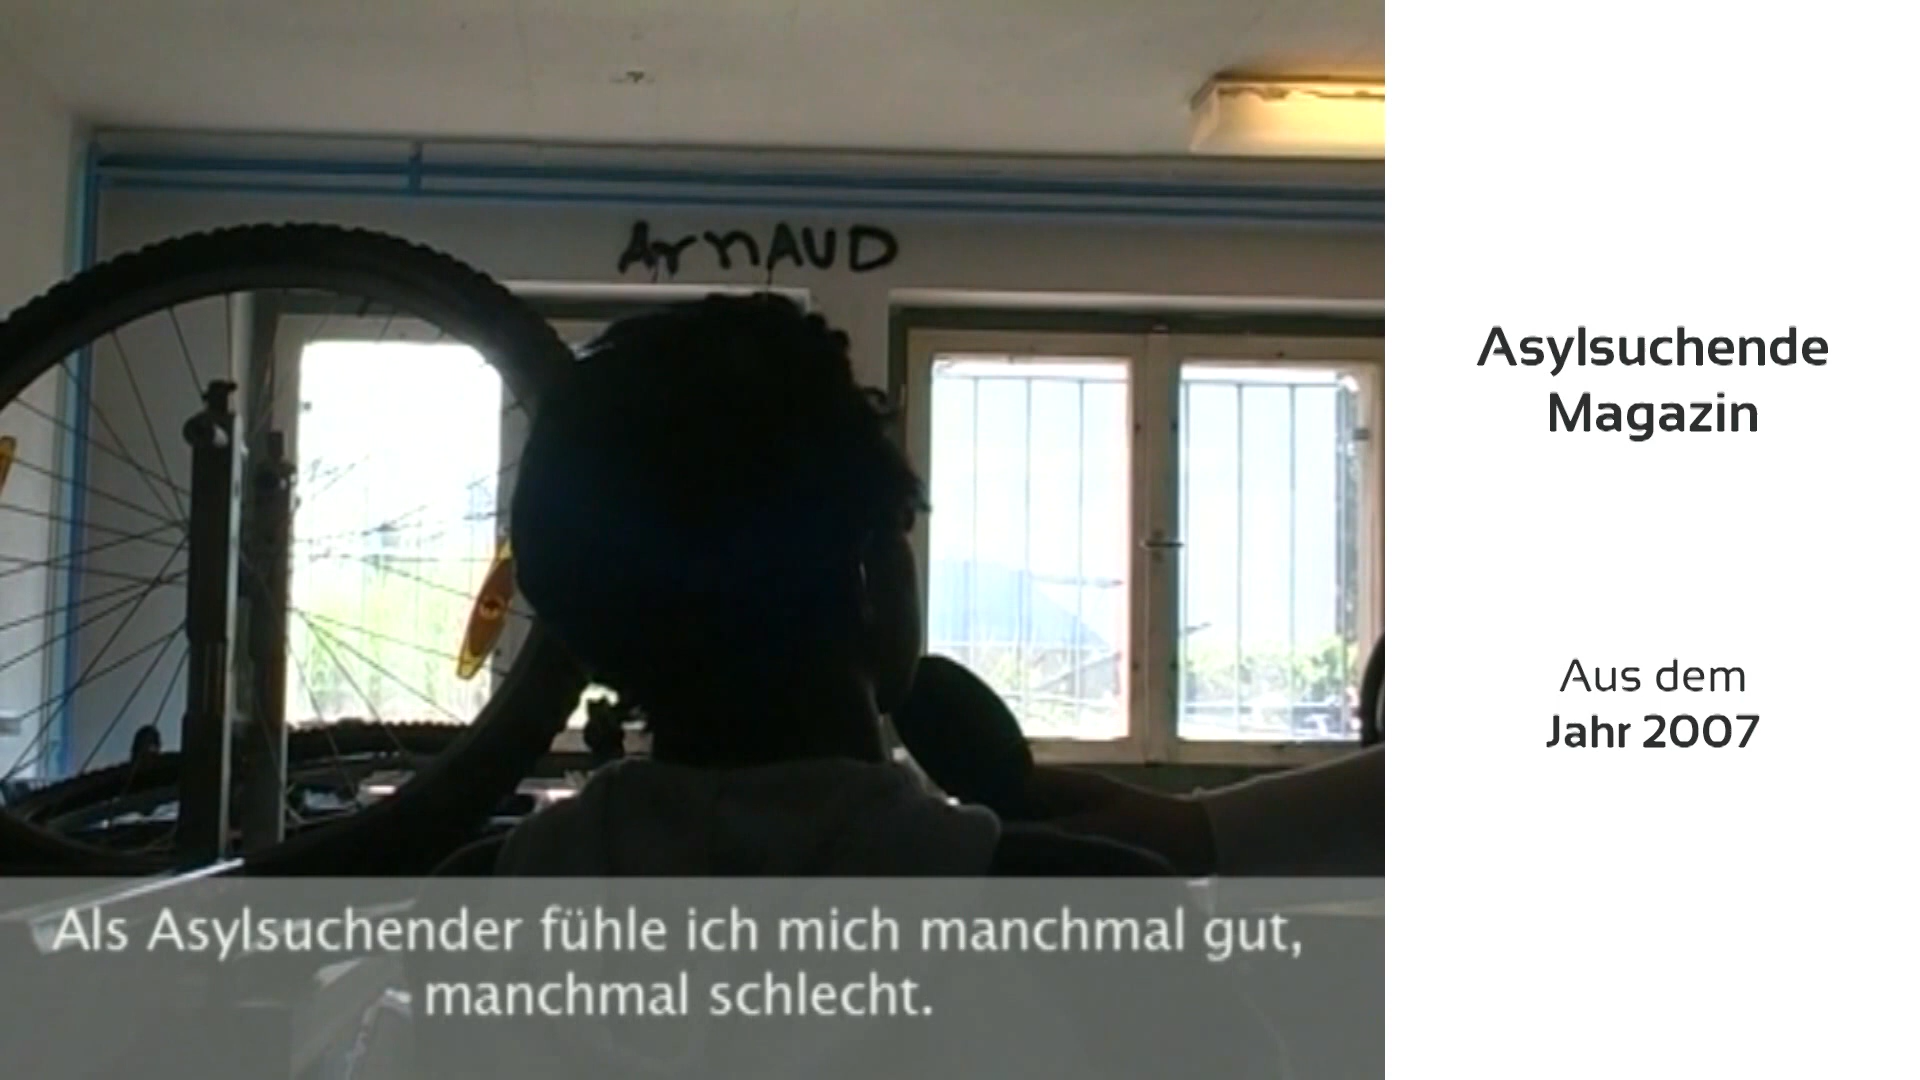 ArnAUD
Als Asylsuchender fühle ich mich manchmal gut,
manchmal schlecht.
Asylsuchende
Magazin
Aus dem
Jahr 2007